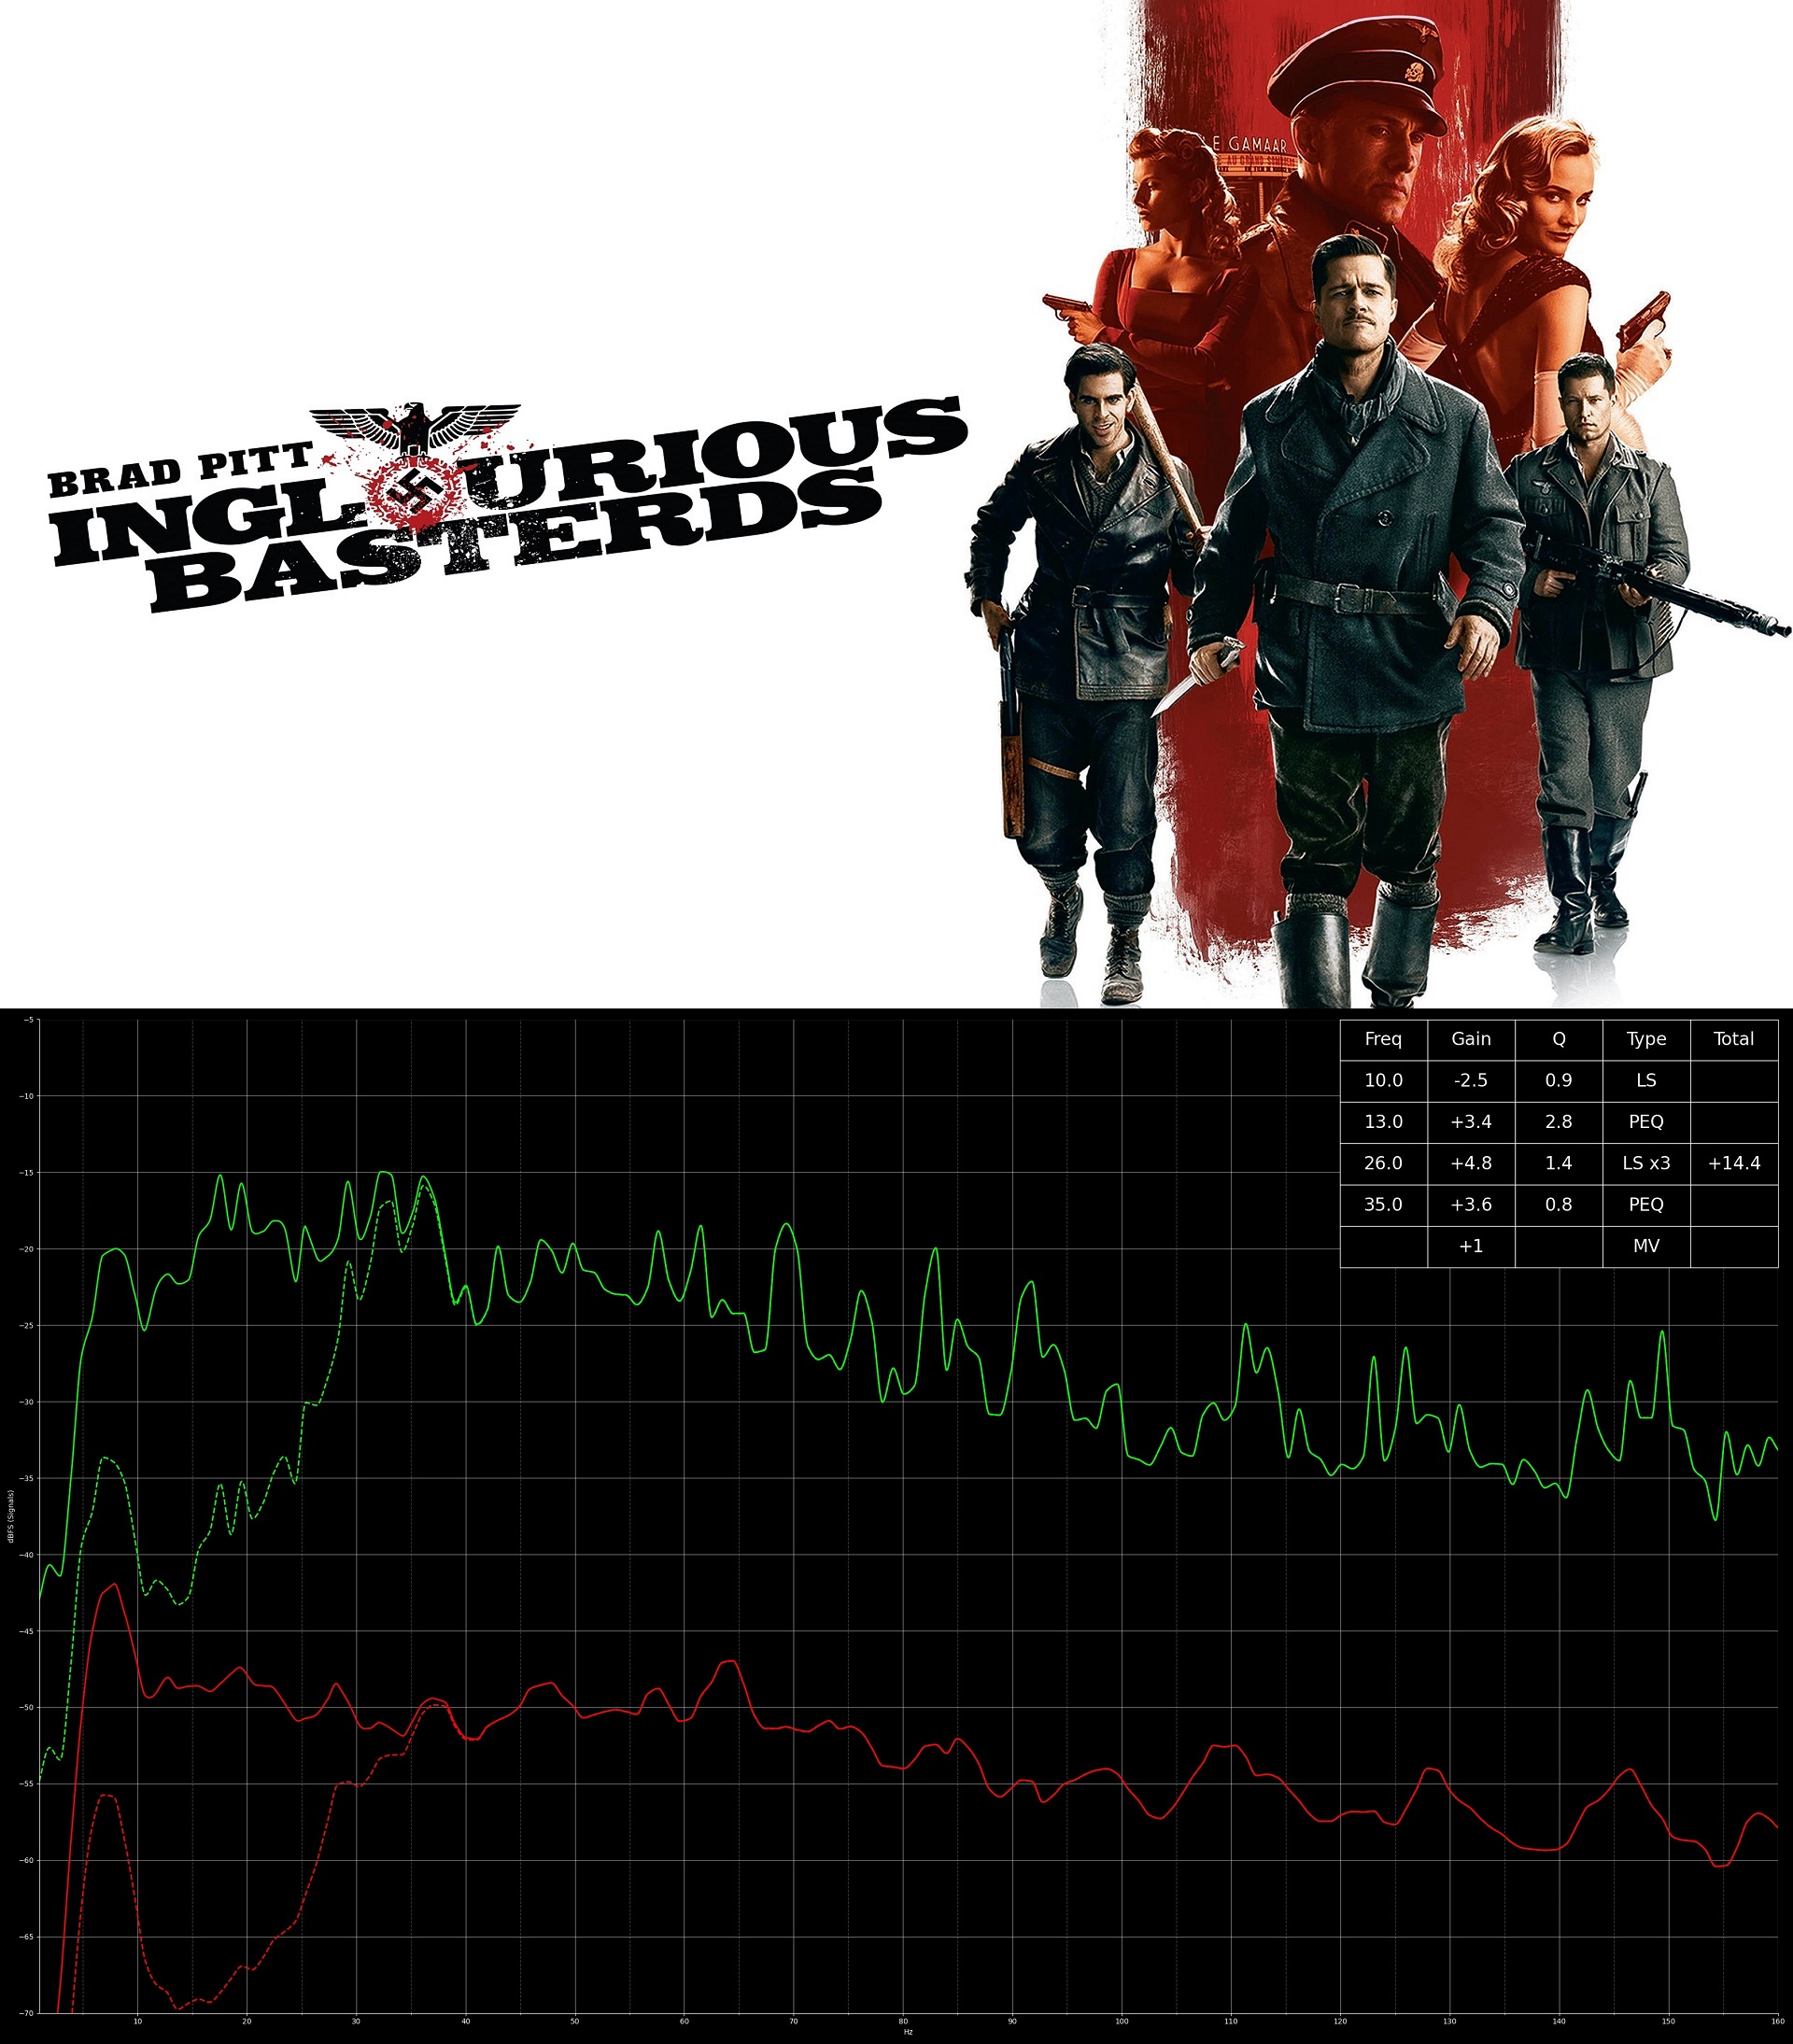 LE GAMAAR
BRAD PITT
INGL URIOUS
BASTERDS
Freq Gain Q Type Total
10.0 -2.5 0.9 LS
13.0 +3.4 2.8 PEQ
26.0 +4.8 1.4 LS x3 +14.4
35.0 +3.6 0.8 PEQ
+1 MV
−5
−10
−15
−20
−25
−30
−35
−40
−45
−50
−55
−60
−65
−70
dBFS (Signals)
10 20 30 40 50 60 70 80 90 100 110 120 130 140 150 160
Hz